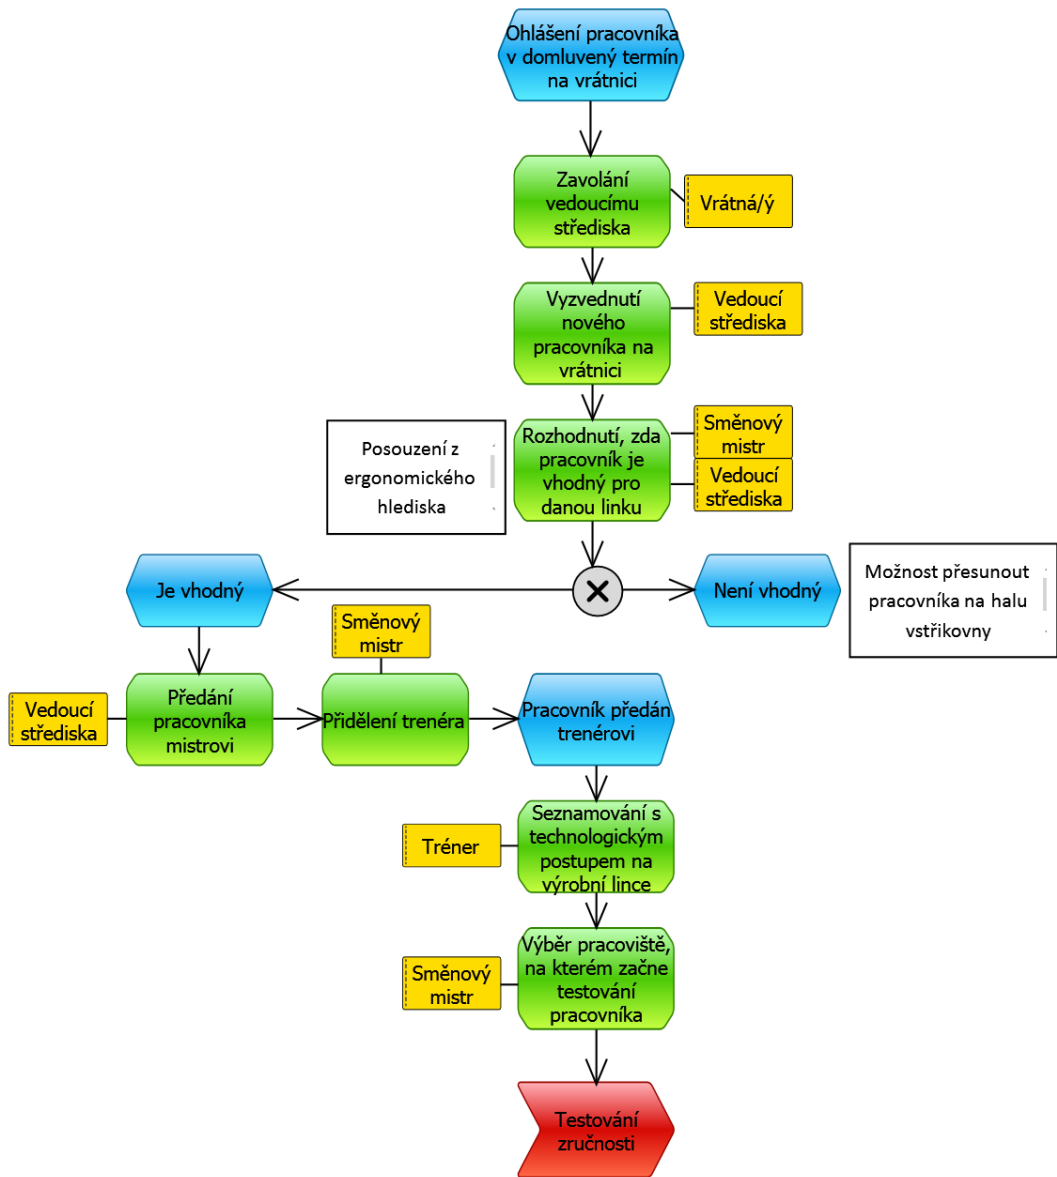 Ohlášení pracovníka
v domluvený termín
na vrátnici
Zavolání
vedoucímu
střediska
Vrátná/ý
Vyzvednutí
nového
pracovníka na
vrátnici
Vedoucí
střediska
Posouzení z
ergonomického
hlediska
Rozhodnutí, zda
pracovník je
vhodný pro
danou linku
Směnový
mistr
Vedoucí
střediska
Je vhodný
Není vhodný
Možnost přesunout
pracovníka na halu
vstřikovny
Směnový
mistr
Vedoucí
střediska
Předání
pracovníka
mistrovi
Přidělení trenéra
Pracovník předán
trenérovi
Tréner
Seznamování s
technologickým
postupem na
výrobní lince
Směnový
mistr
Výběr pracoviště,
na kterém začne
testování
pracovníka
Testování
zručnosti